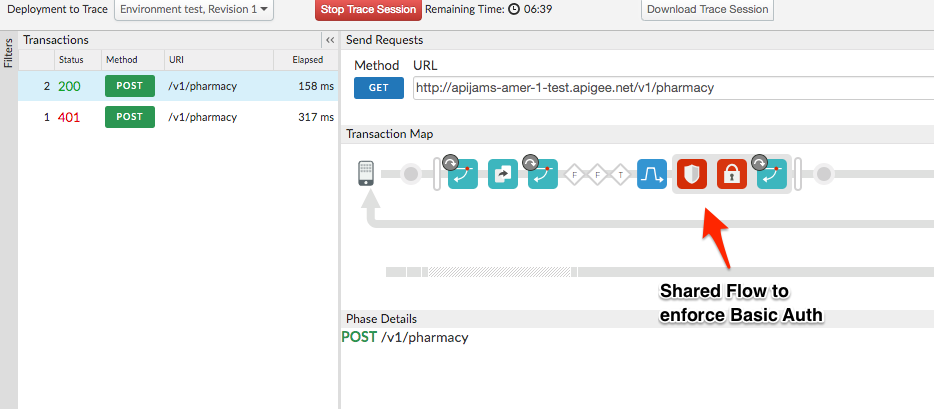 Deployment to Trace Environment test, Revision 1 Stop Trace Session Remaining Time: 06:39 Download Trace Session
Filters
Transactions <<
Status Method URI Elapsed
2 200 POST /v1/pharmacy 158 ms
1 401 POST /v1/pharmacy 317 ms
Send Requests
Method URL
GET http://apijams-amer-1-test.apigee.net/v1/pharmacy
Transaction Map
F F T
Shared Flow to
enforce Basic Auth
Phase Details
POST /v1/pharmacy